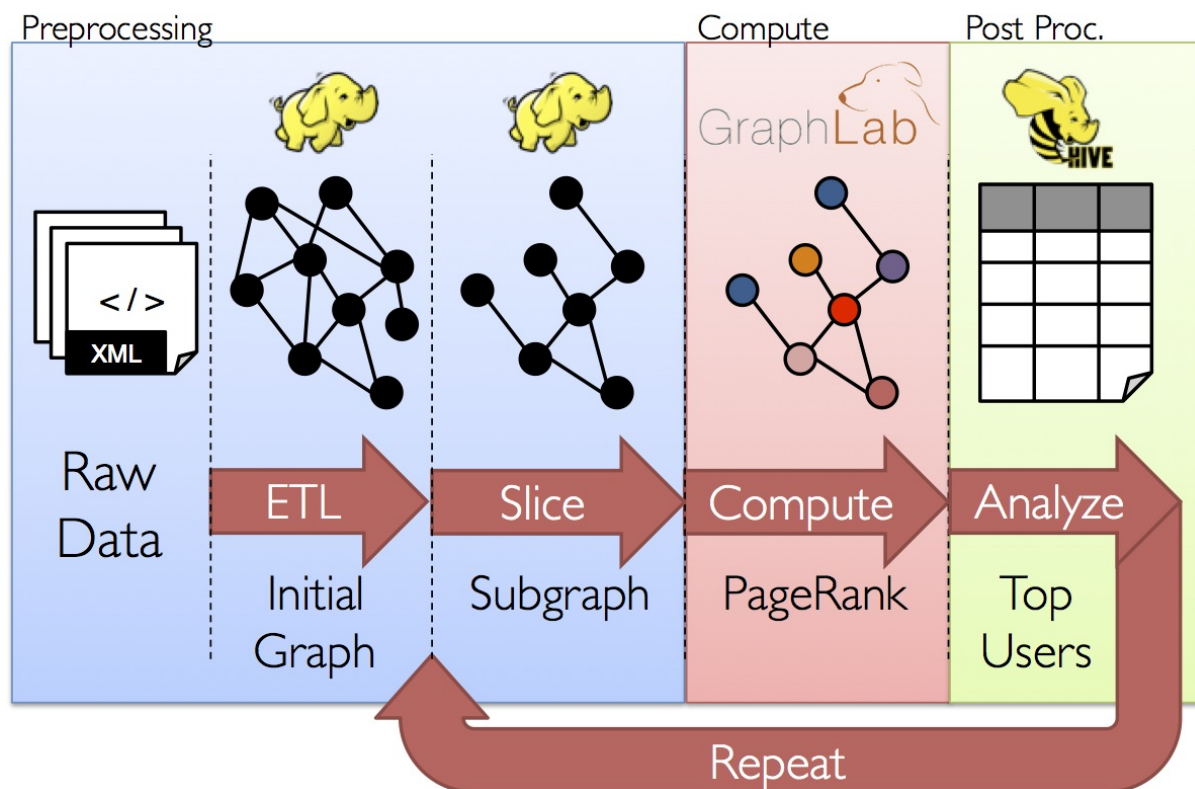 Preprocessing
Compute
Post Proc.
GraphLab
HIVE
</>
XML
Raw
Data
ETL
Slice
Compute
Analyze
Initial
Graph
Subgraph
PageRank
Top
Users
Repeat